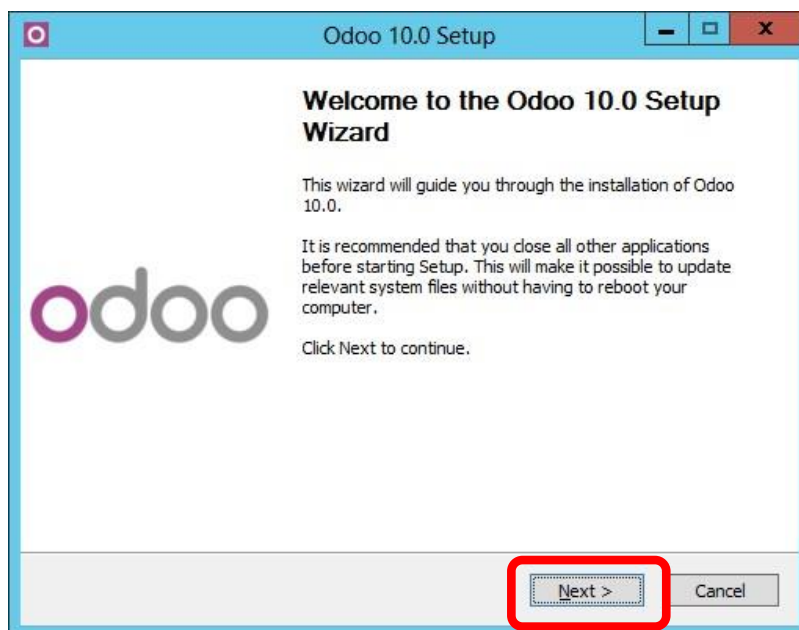 Odoo 10.0 Setup
Welcome to the Odoo 10.0 Setup
Wizard
This wizard will guide you through the installation of Odoo
10.0.
It is recommended that you close all other applications
before starting Setup. This will make it possible to update
relevant system files without having to reboot your
computer.
Click Next to continue.
odoo
Next >
Cancel